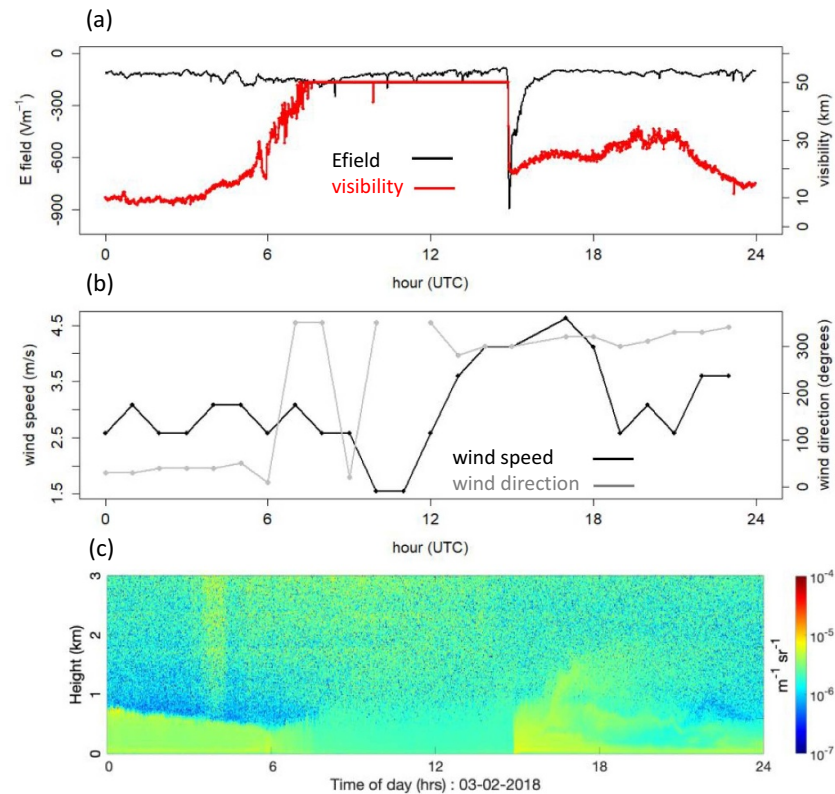 (a)
0
-300
-600
-900
E field (Vm⁻¹)
50
40
30
20
10
0
visibility (km)
Efield
visibility
0 6 12 18 24
hour (UTC)
(b)
4.5
3.5
2.5
1.5
wind speed (m/s)
300
200
100
0
wind direction (degrees)
wind speed
wind direction
0 6 12 18 24
hour (UTC)
(c)
3
2
1
0
Height (km)
10⁻⁴
10⁻⁵
10⁻⁶
10⁻⁷
m⁻¹ sr⁻¹
0 6 12 18 24
Time of day (hrs) : 03-02-2018